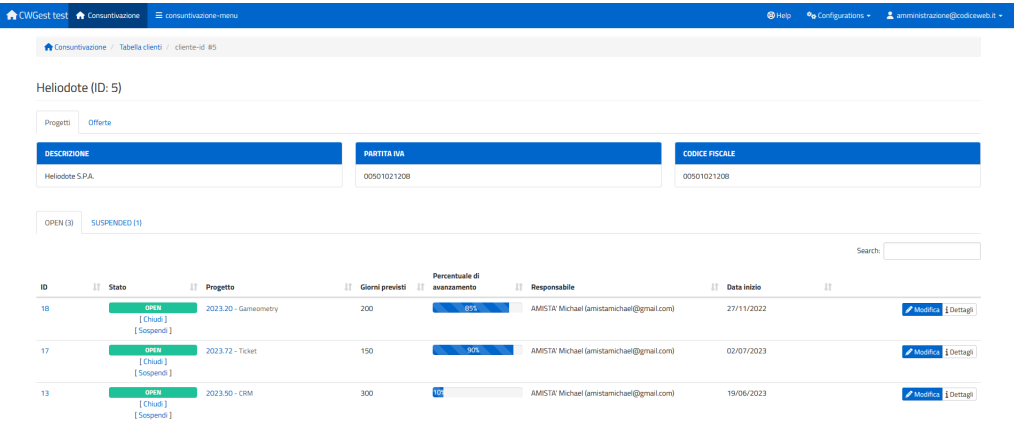 CWGest test Consuntivazione consuntivazione-menu Help Configurations amministrazione@codiceweb.it
Consuntivazione / Tabella clienti / cliente-id #5
Heliodote (ID: 5)
Progetti Offerte
DESCRIZIONE PARTITA IVA CODICE FISCALE
Heliodote S.P.A. 00501021208 00501021208
OPEN (3) SUSPENDED (1)
Search:
Percentuale di
ID Stato Progetto Giorni previsti avanzamento Responsabile Data inizio
18 OPEN 2023.20 - Gameometry 200 85% AMISTA' Michael (amistamichael@gmail.com) 27/11/2022 Modifica Dettagli
[ Chiudi ]
[ Sospendi ]
17 OPEN 2023.72 - Ticket 150 90% AMISTA' Michael (amistamichael@gmail.com) 02/07/2023 Modifica Dettagli
[ Chiudi ]
[ Sospendi ]
13 OPEN 2023.50 - CRM 300 10% AMISTA' Michael (amistamichael@gmail.com) 19/06/2023 Modifica Dettagli
[ Chiudi ]
[ Sospendi ]